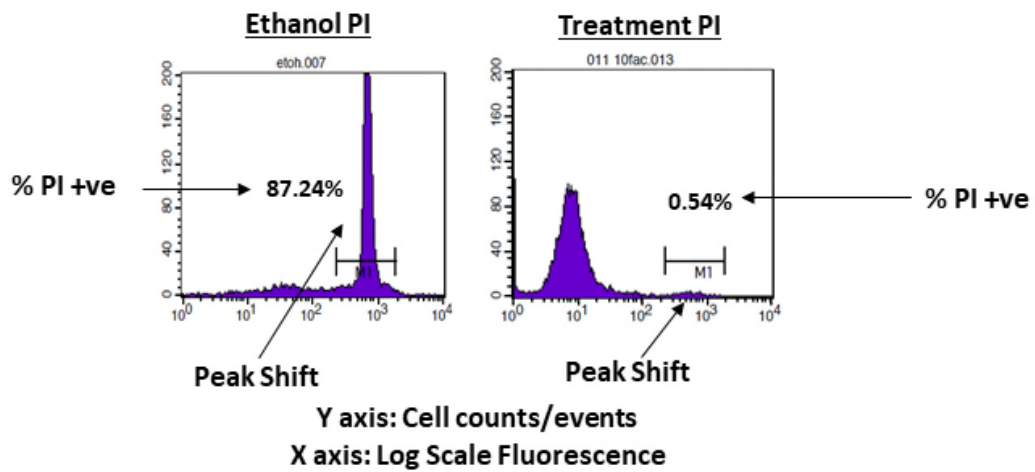 Ethanol PI
Treatment PI
etoh.007
011 10fac.013
200
160
120
80
40
0
200
160
120
80
40
0
% PI +ve
87.24%
0.54%
% PI +ve
M1
M1
10^0 10^1 10^2 10^3 10^4
10^0 10^1 10^2 10^3 10^4
Peak Shift
Peak Shift
Y axis: Cell counts/events
X axis: Log Scale Fluorescence